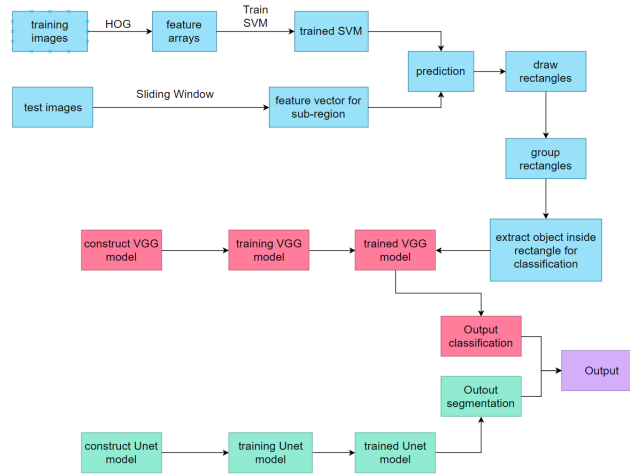 training
images
HOG
feature
arrays
Train
SVM
trained SVM
prediction
draw
rectangles
test images
Sliding Window
feature vector for
sub-region
group
rectangles
construct VGG
model
training VGG
model
trained VGG
model
extract object inside
rectangle for
classification
Output
classification
Output
Outout
segmentation
construct Unet
model
training Unet
model
trained Unet
model